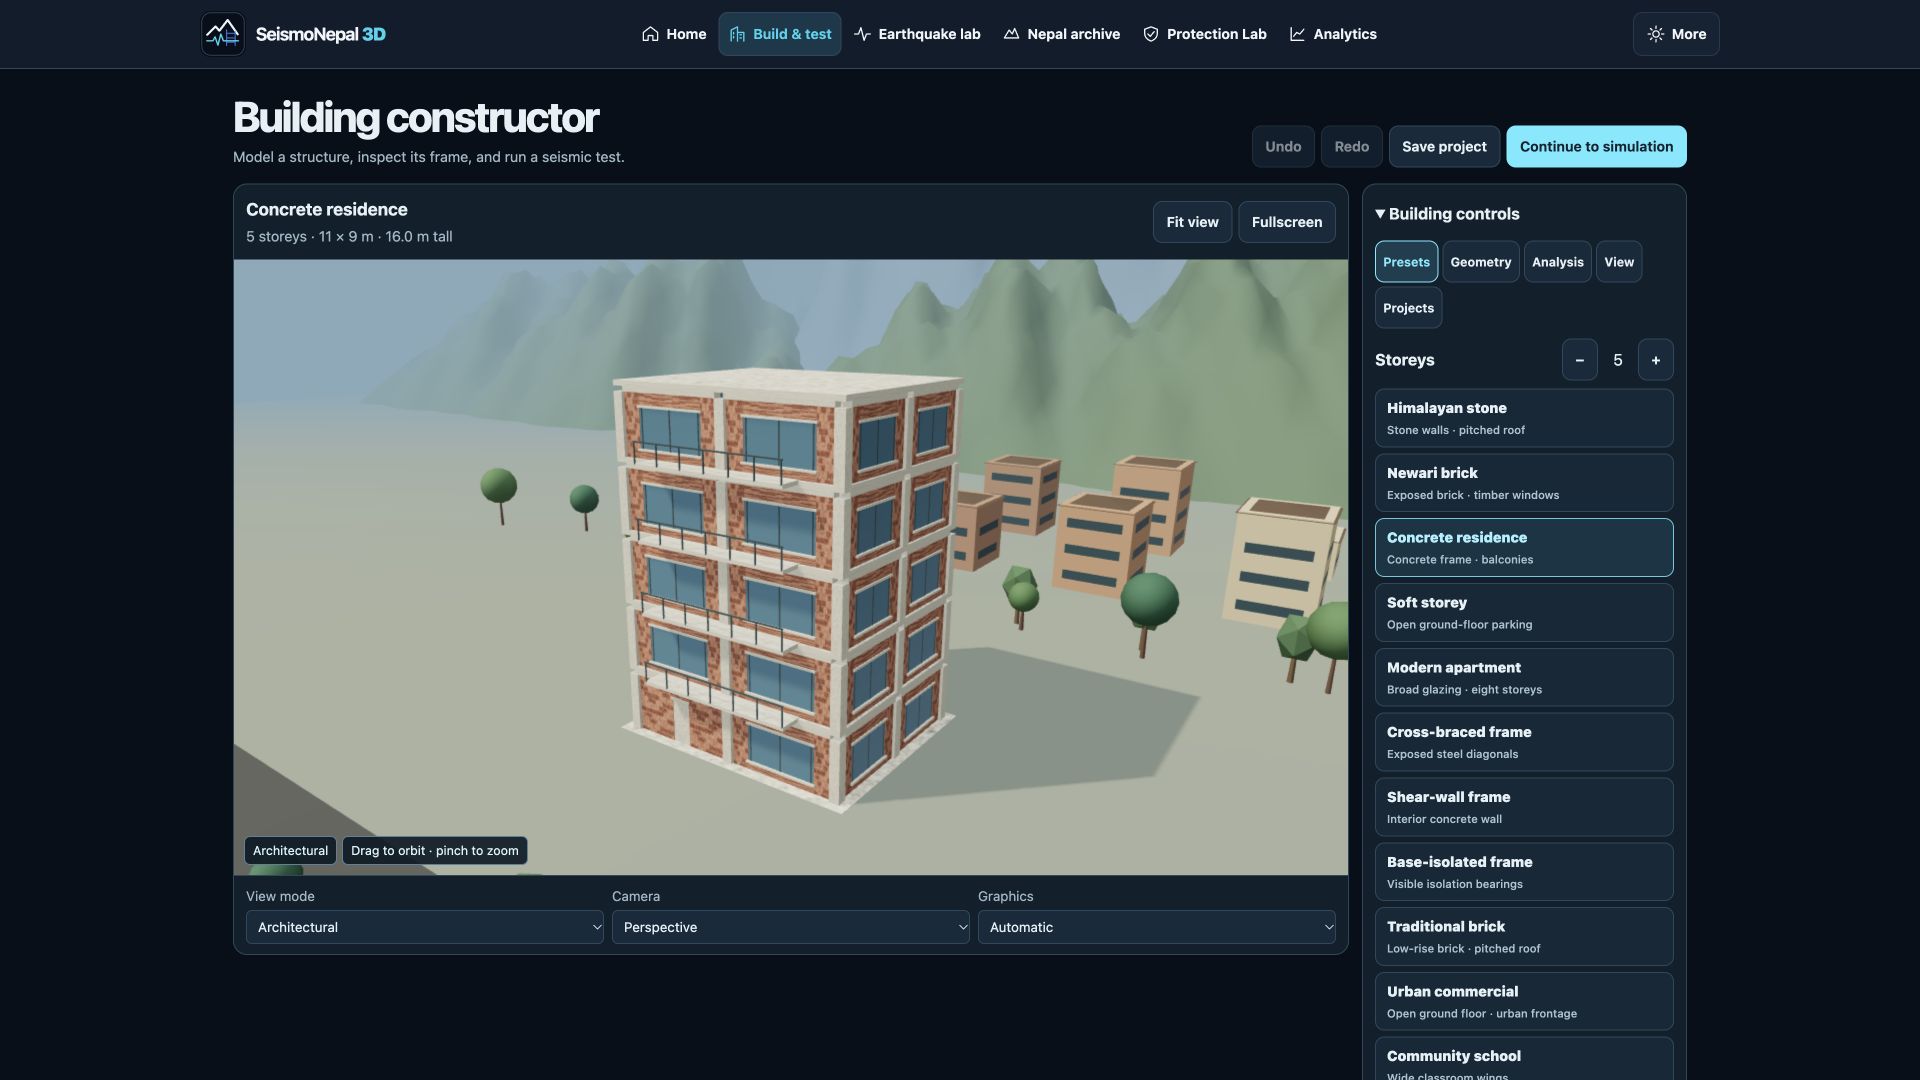 SeismoNepal 3D
Home
Build & test
Earthquake lab
Nepal archive
Protection Lab
Analytics
More
Building constructor
Model a structure, inspect its frame, and run a seismic test.
Undo
Redo
Save project
Continue to simulation
Concrete residence
5 storeys · 11 × 9 m · 16.0 m tall
Fit view
Fullscreen
Architectural
Drag to orbit · pinch to zoom
View mode
Architectural
Camera
Perspective
Graphics
Automatic
Building controls
Presets
Geometry
Analysis
View
Projects
Storeys
− 5 +
Himalayan stone
Stone walls · pitched roof
Newari brick
Exposed brick · timber windows
Concrete residence
Concrete frame · balconies
Soft storey
Open ground-floor parking
Modern apartment
Broad glazing · eight storeys
Cross-braced frame
Exposed steel diagonals
Shear-wall frame
Interior concrete wall
Base-isolated frame
Visible isolation bearings
Traditional brick
Low-rise brick · pitched roof
Urban commercial
Open ground floor · urban frontage
Community school
Wide classroom wings